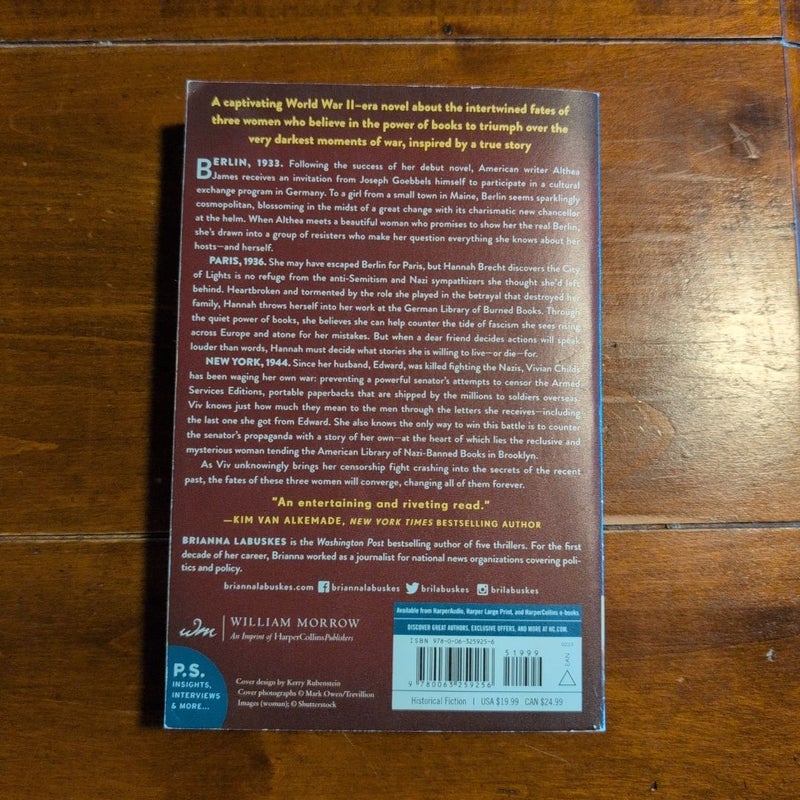 A captivating World War II–era novel about the intertwined fates of
three women who believe in the power of books to triumph over the
very darkest moments of war, inspired by a true story
BERLIN, 1933. Following the success of her debut novel, American writer Althea
James receives an invitation from Joseph Goebbels himself to participate in a cultural
exchange program in Germany. To a girl from a small town in Maine, Berlin seems sparklingly
cosmopolitan, blossoming in the midst of a great change with its charismatic new chancellor
at the helm. When Althea meets a beautiful woman who promises to show her the real Berlin,
she's drawn into a group of resisters who make her question everything she knows about her
hosts—and herself.
PARIS, 1936. She may have escaped Berlin for Paris, but Hannah Brecht discovers the City
of Lights is no refuge from the anti-Semitism and Nazi sympathizers she thought she'd left
behind. Heartbroken and tormented by the role she played in the betrayal that destroyed her
family, Hannah throws herself into her work at the German Library of Burned Books. Through
the quiet power of books, she believes she can help counter the tide of fascism she sees rising
across Europe and atone for her mistakes. But when a dear friend decides actions will speak
louder than words, Hannah must decide what stories she is willing to live—or die—for.
NEW YORK, 1944. Since her husband, Edward, was killed fighting the Nazis, Vivian Childs
has been waging her own war: preventing a powerful senator's attempts to censor the Armed
Services Editions, portable paperbacks that are shipped by the millions to soldiers overseas.
Viv knows just how much they mean to the men through the letters she receives—including
the last one she got from Edward. She also knows the only way to win this battle is to counter
the senator's propaganda with a story of her own—at the heart of which lies the reclusive and
mysterious woman tending the American Library of Nazi-Banned Books in Brooklyn.
As Viv unknowingly brings her censorship fight crashing into the secrets of the recent
past, the fates of these three women will converge, changing all of them forever.
"An entertaining and riveting read."
—KIM VAN ALKEMADE, NEW YORK TIMES BESTSELLING AUTHOR
BRIANNA LABUSKES is the Washington Post bestselling author of five thrillers. For the first
decade of her career, Brianna worked as a journalist for national news organizations covering poli-
tics and policy.
briannalabuskes.com briannalabuskes brilabuskes brilabuskes
wm WILLIAM MORROW
An Imprint of HarperCollinsPublishers
P.S.
INSIGHTS,
INTERVIEWS
& MORE...
Cover design by Kerry Rubenstein
Cover photographs © Mark Owen/Trevillion
Images (woman); © Shutterstock
Available from HarperAudio, Harper Large Print, and HarperCollins e-books
DISCOVER GREAT AUTHORS, EXCLUSIVE OFFERS, AND MORE AT HC.COM.
ISBN 978-0-06-325925-6
51999
0223
EAN
9 780063 259256
Historical Fiction | USA $19.99 CAN $24.99